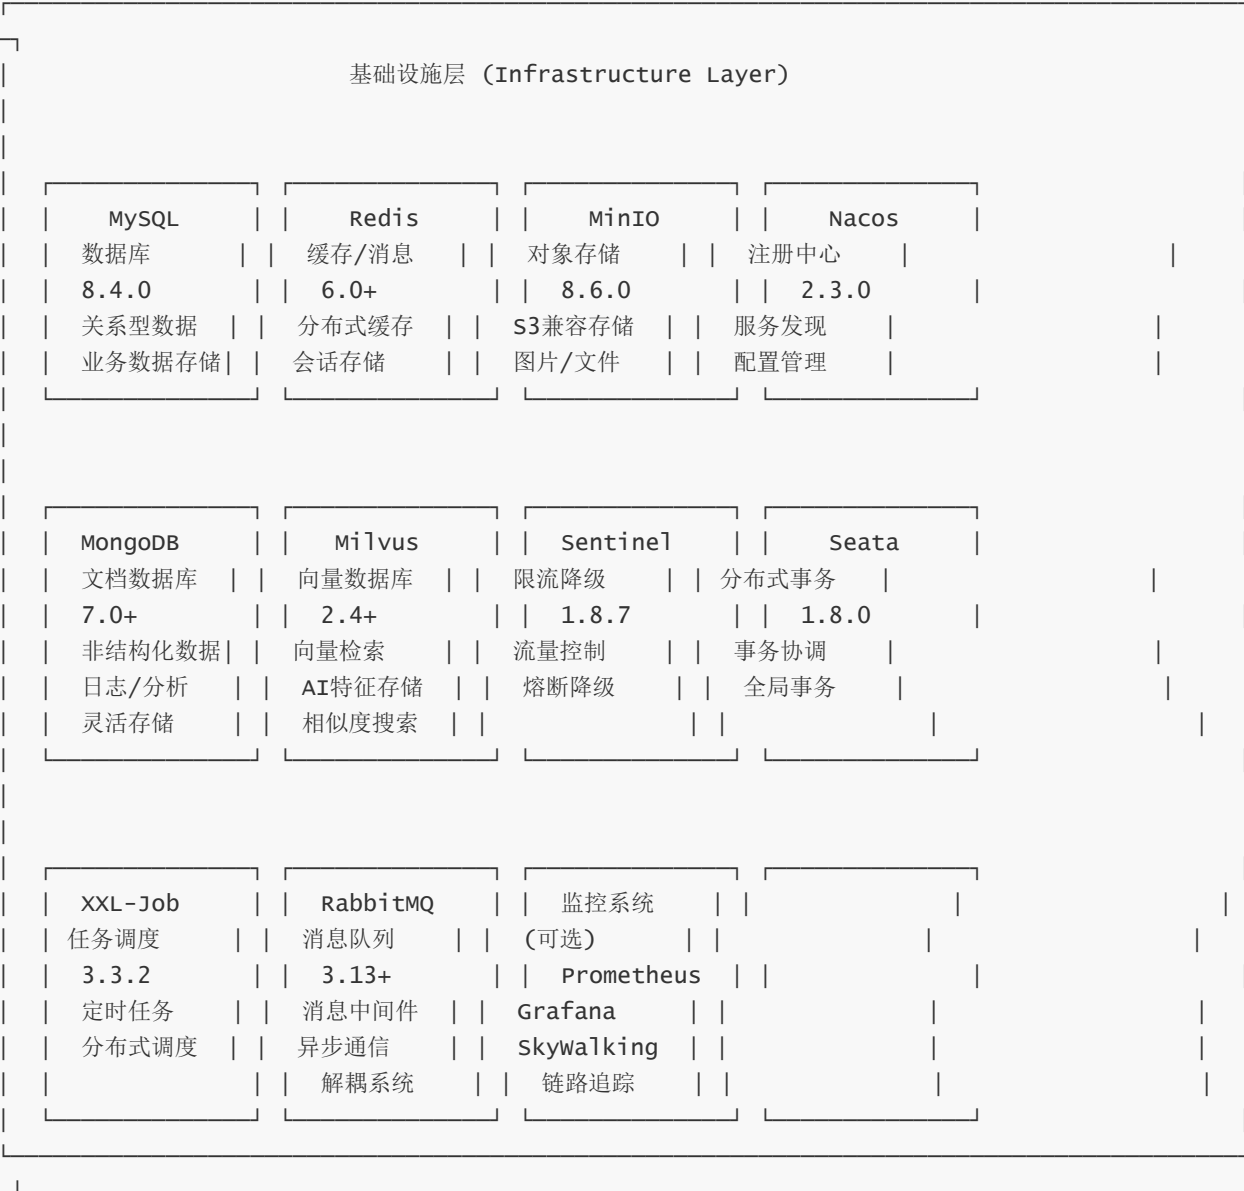 基础设施层 (Infrastructure Layer)
MySQL Redis MinIO Nacos
数据库 缓存/消息 对象存储 注册中心
8.4.0 6.0+ 8.6.0 2.3.0
关系型数据 分布式缓存 S3兼容存储 服务发现
业务数据存储 会话存储 图片/文件 配置管理
MongoDB Milvus Sentinel Seata
文档数据库 向量数据库 限流降级 分布式事务
7.0+ 2.4+ 1.8.7 1.8.0
非结构化数据 向量检索 流量控制 事务协调
日志/分析 AI特征存储 熔断降级 全局事务
灵活存储 相似度搜索
XXL-Job RabbitMQ 监控系统
任务调度 消息队列 (可选)
3.3.2 3.13+ Prometheus
定时任务 消息中间件 Grafana
分布式调度 异步通信 SkyWalking
解耦系统 链路追踪